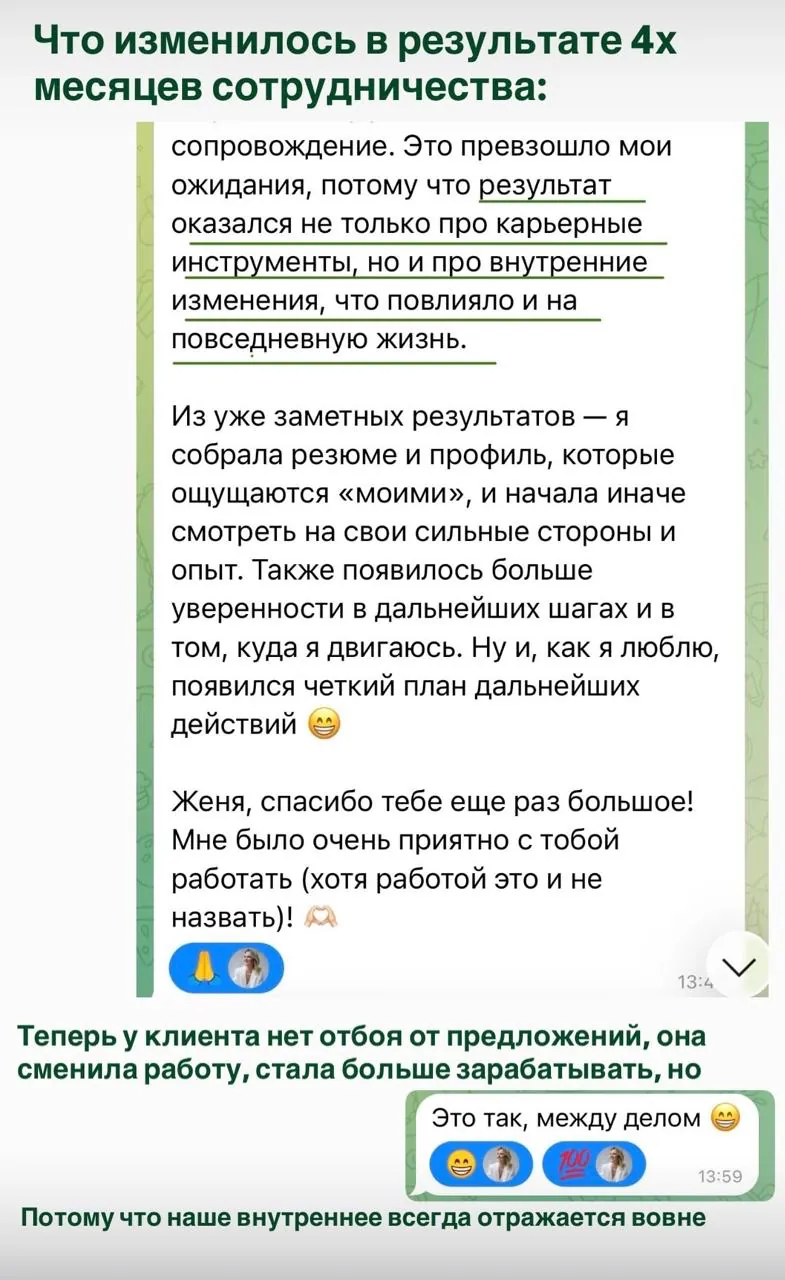 Что изменилось в результате 4х
месяцев сотрудничества:
сопровождение. Это превзошло мои
ожидания, потому что результат
оказался не только про карьерные
инструменты, но и про внутренние
изменения, что повлияло и на
повседневную жизнь.
Из уже заметных результатов — я
собрала резюме и профиль, которые
ощущаются «моими», и начала иначе
смотреть на свои сильные стороны и
опыт. Также появилось больше
уверенности в дальнейших шагах и в
том, куда я двигаюсь. Ну и, как я люблю,
появился четкий план дальнейших
действий 😁
Женя, спасибо тебе еще раз большое!
Мне было очень приятно с тобой
работать (хотя работой это и не
назвать)! 🫶🏻
🙏
13:4
Теперь у клиента нет отбоя от предложений, она
сменила работу, стала больше зарабатывать, но
Это так, между делом 😁
😁 💯
13:59
Потому что наше внутреннее всегда отражается вовне